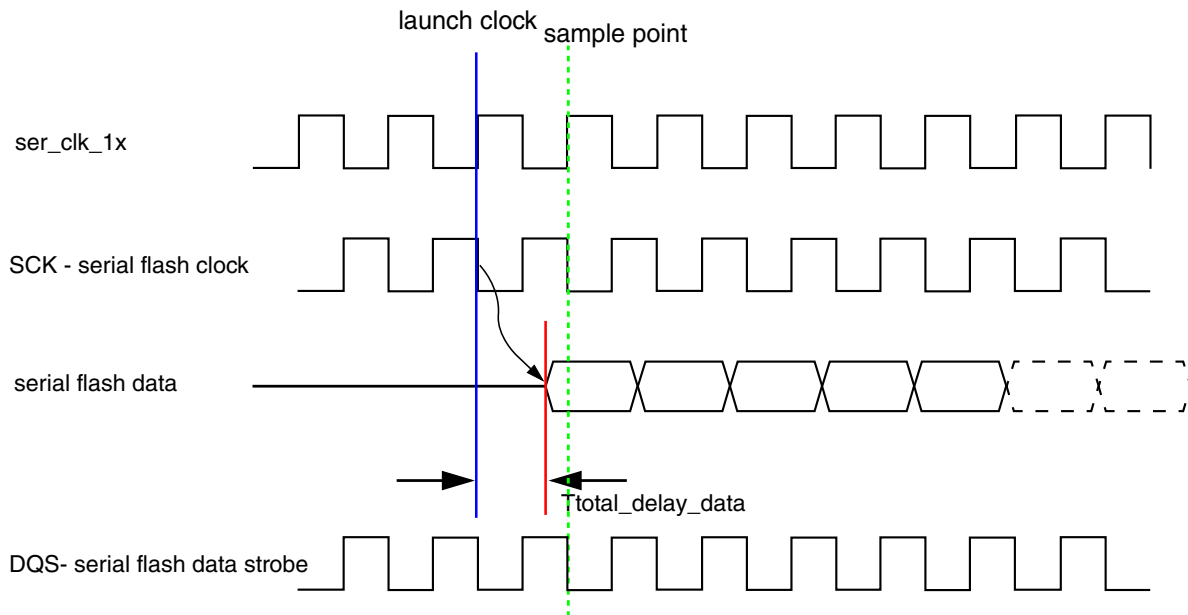 launch clock
sample point
ser_clk_1x
SCK - serial flash clock
serial flash data
Ttotal_delay_data
DQS- serial flash data strobe